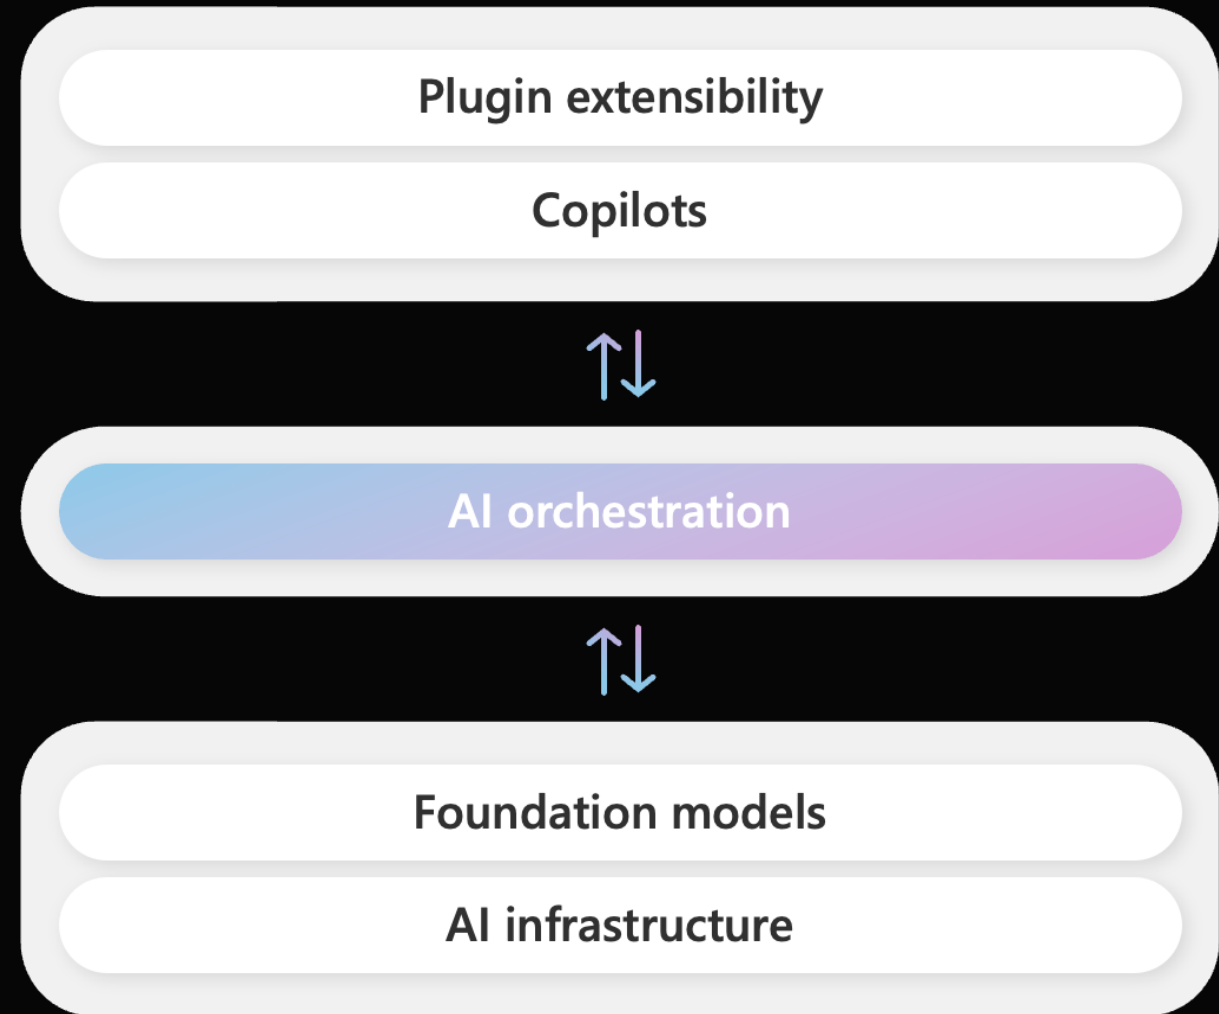 Plugin extensibility
Copilots
AI orchestration
Foundation models
AI infrastructure